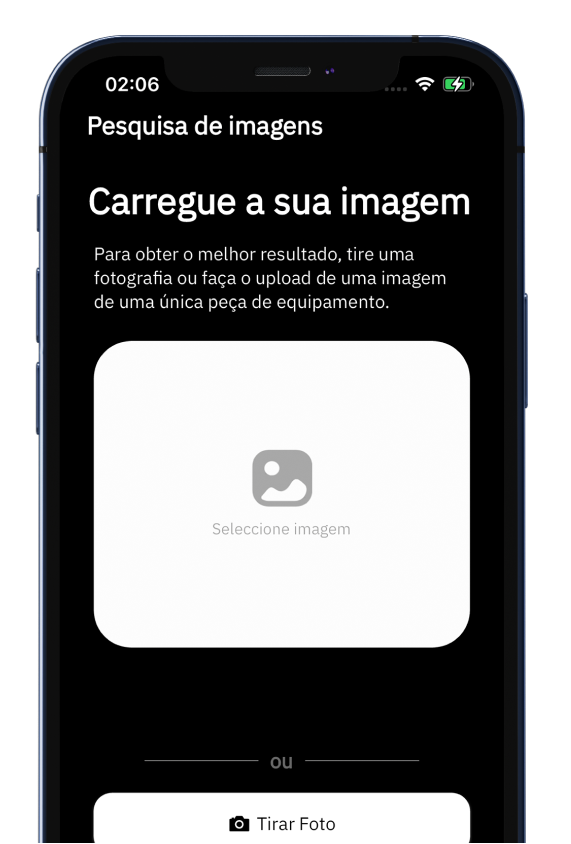 02:06
Pesquisa de imagens
Carregue a sua imagem
Para obter o melhor resultado, tire uma
fotografia ou faça o upload de uma imagem
de uma única peça de equipamento.
Seleccione imagem
ou
Tirar Foto